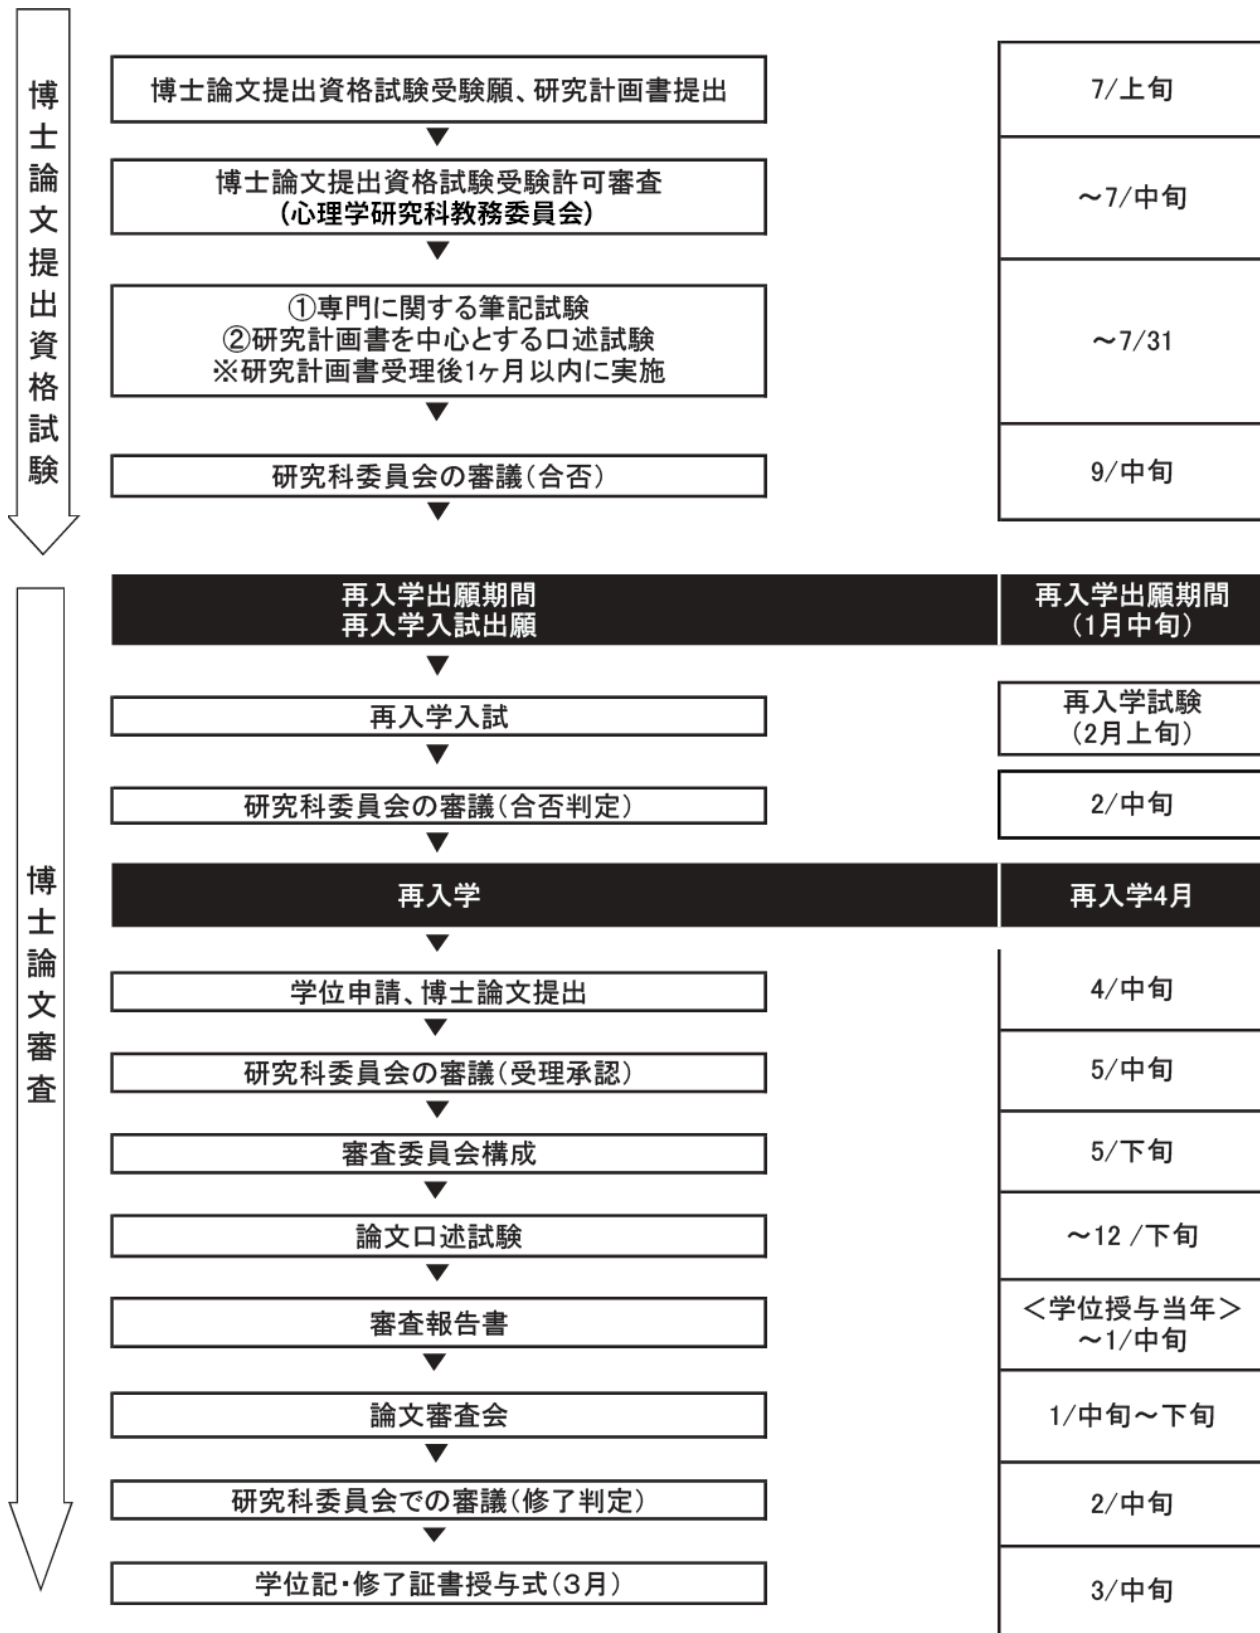 博士論文提出資格試験
博士論文提出資格試験受験願、研究計画書提出
7/上旬
博士論文提出資格試験受験許可審査
(心理学研究科教務委員会)
～7/中旬
①専門に関する筆記試験
②研究計画書を中心とする口述試験
※研究計画書受理後1ヶ月以内に実施
～7/31
研究科委員会の審議(合否)
9/中旬
博士論文審査
再入学出願期間
再入学入試出願
再入学出願期間
(1月中旬)
再入学入試
再入学試験
(2月上旬)
研究科委員会の審議(合否判定)
2/中旬
再入学
再入学4月
学位申請、博士論文提出
4/中旬
研究科委員会の審議(受理承認)
5/中旬
審査委員会構成
5/下旬
論文口述試験
～12 /下旬
審査報告書
＜学位授与当年＞
～1/中旬
論文審査会
1/中旬～下旬
研究科委員会での審議(修了判定)
2/中旬
学位記・修了証書授与式(3月)
3/中旬